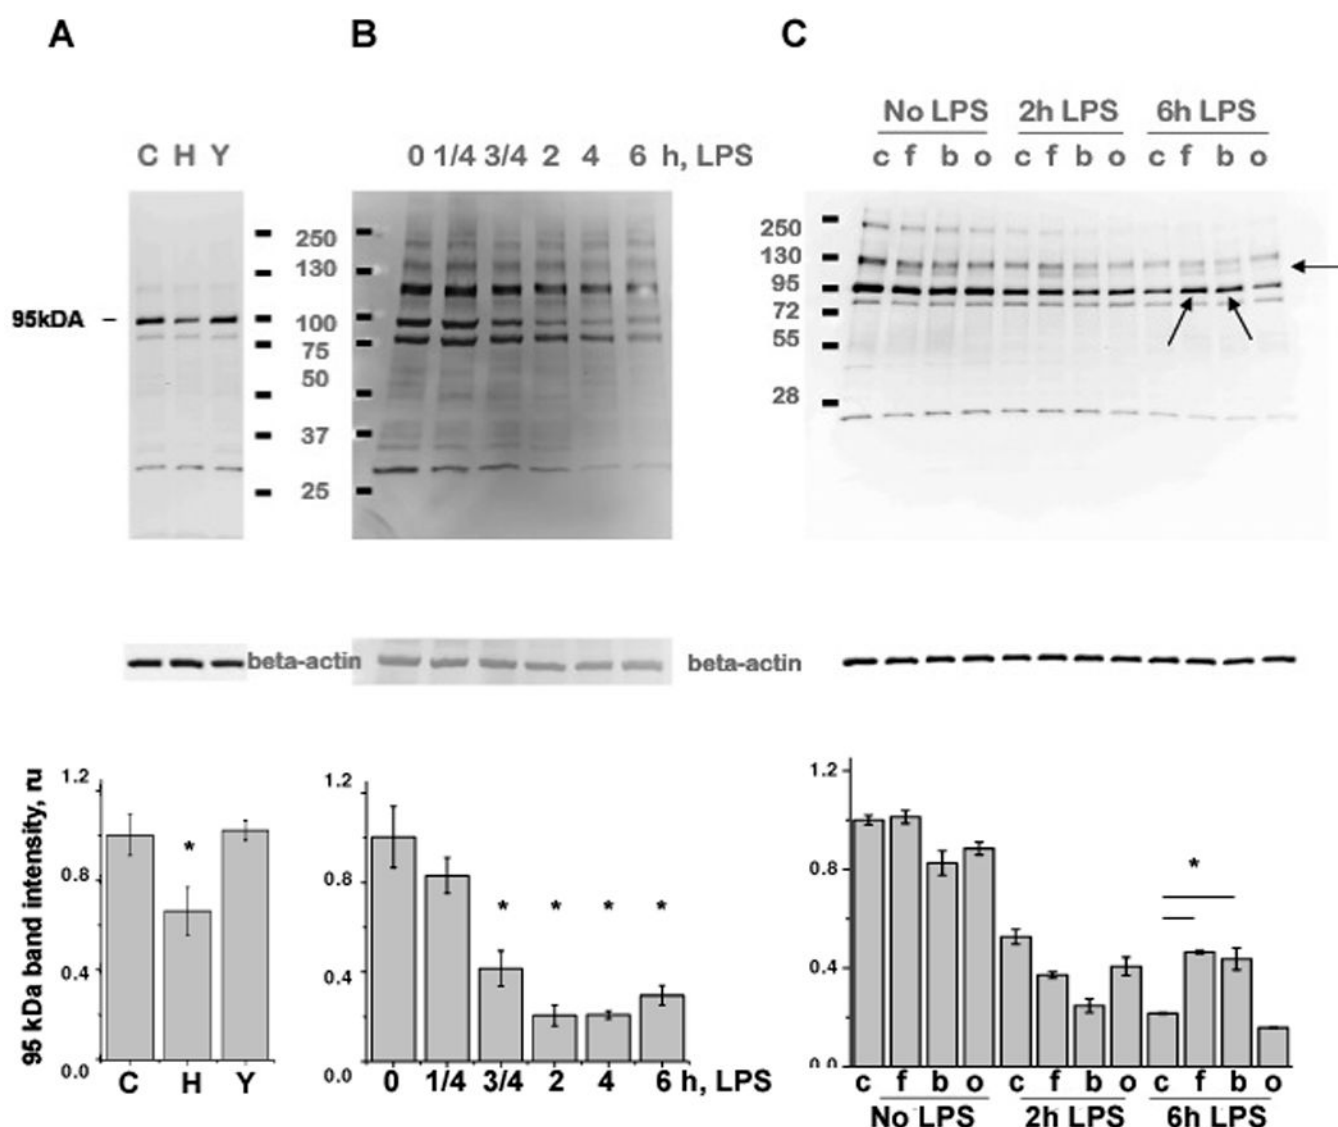 A B C
No LPS 2h LPS 6h LPS
C H Y 0 1/4 3/4 2 4 6 h, LPS c f b o c f b o c f b o
250
130
95kDA –
100
75
50
37
25
250
130
95
72
55
28
beta-actin
beta-actin
95 kDa band intensity, ru
1.2
0.8
0.4
0.0
*
C H Y
1.2
0.8
0.4
0.0
* * * *
0 1/4 3/4 2 4 6 h, LPS
1.2
0.8
0.4
0.0
*
c f b o c f b o c f b o
No LPS 2h LPS 6h LPS